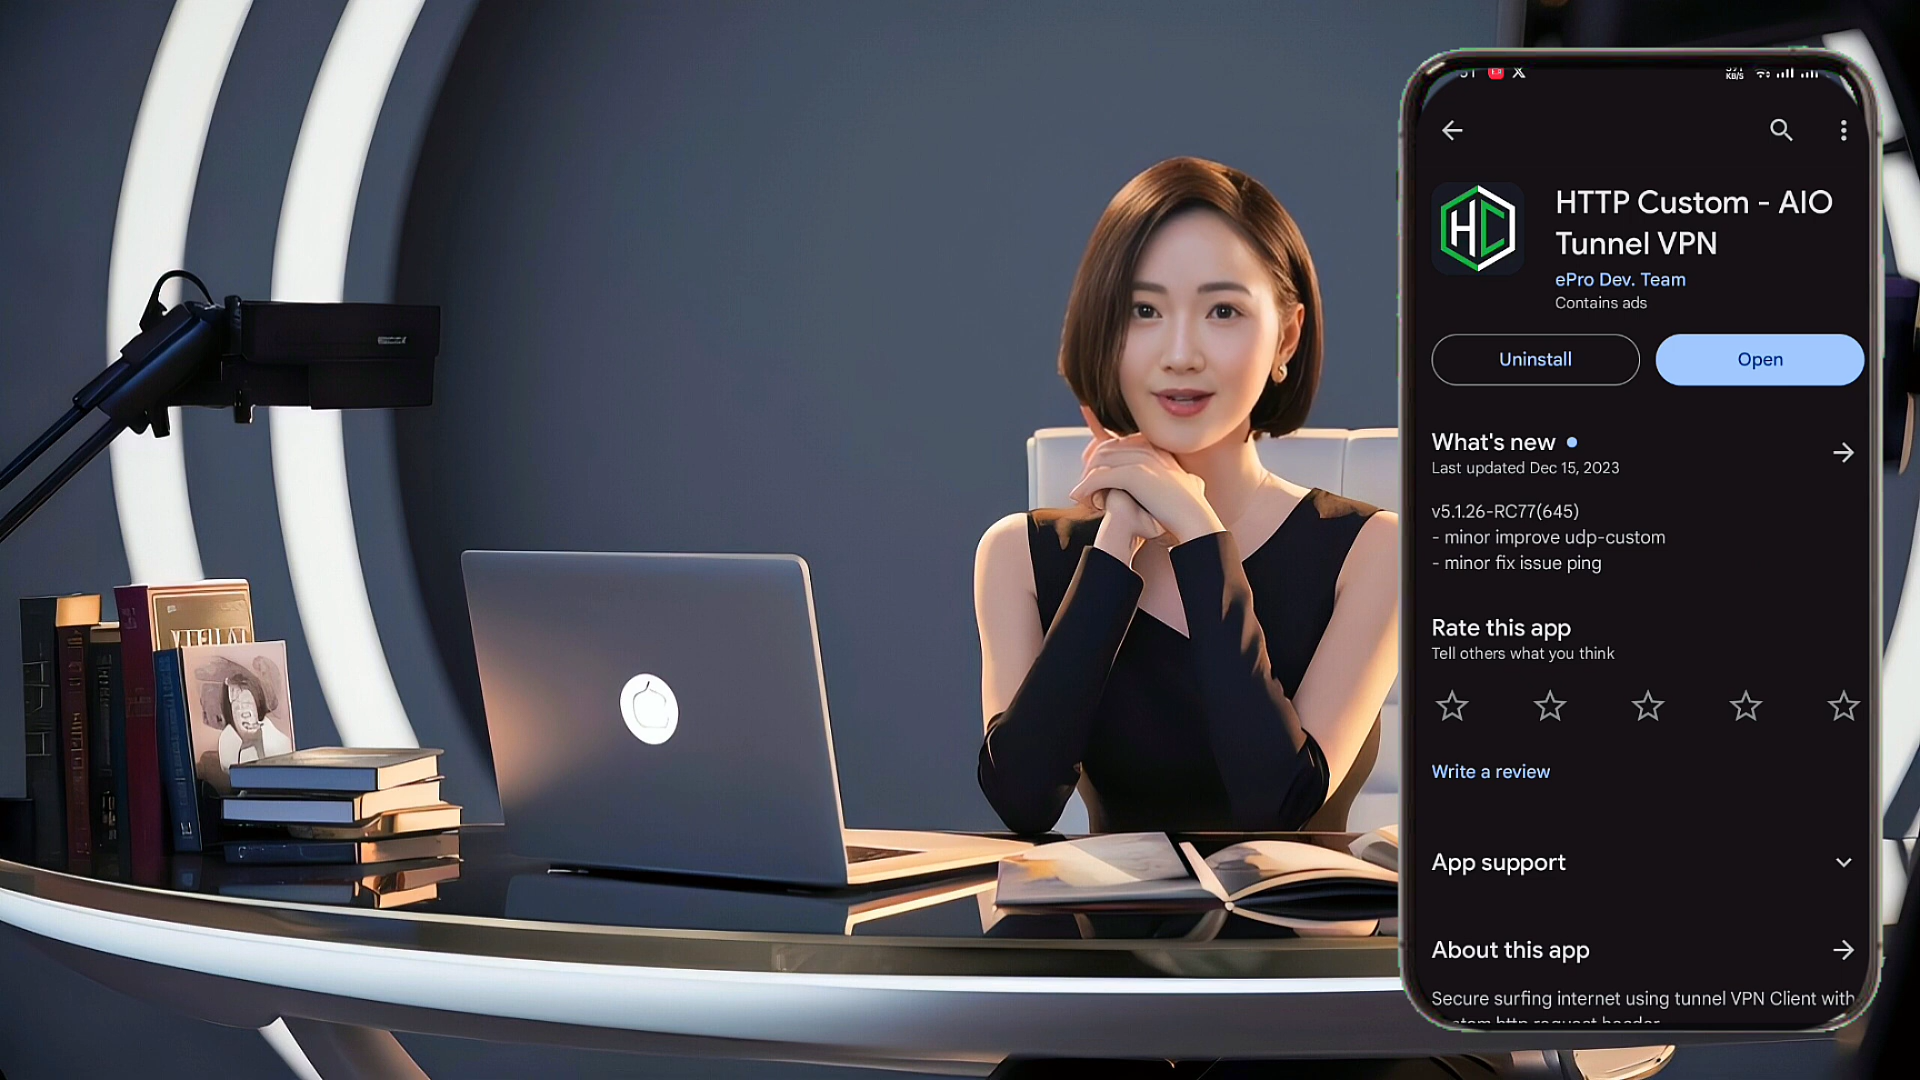 KB/S
HC
HTTP Custom - AIO
Tunnel VPN
ePro Dev. Team
Contains ads
Uninstall
Open
What's new
Last updated Dec 15, 2023
v5.1.26-RC77(645)
- minor improve udp-custom
- minor fix issue ping
Rate this app
Tell others what you think
Write a review
App support
About this app
Secure surfing internet using tunnel VPN Client with